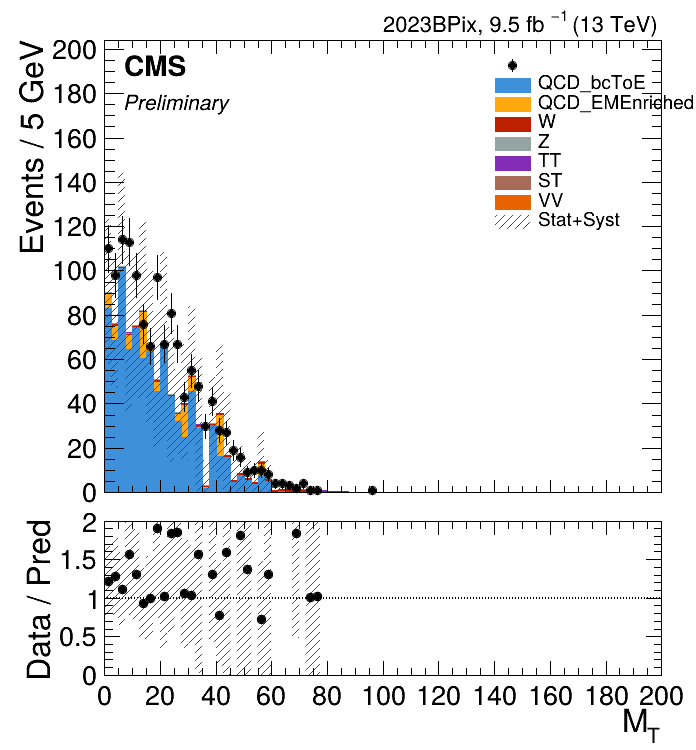 2023BPix, 9.5 fb⁻¹ (13 TeV)
CMS
Preliminary
QCD_bcToE
QCD_EMEnriched
W
Z
TT
ST
VV
Stat+Syst
Events / 5 GeV
200
180
160
140
120
100
80
60
40
20
0
Data / Pred
2
1.5
1
0.5
0
0 20 40 60 80 100 120 140 160 180 200
M_T